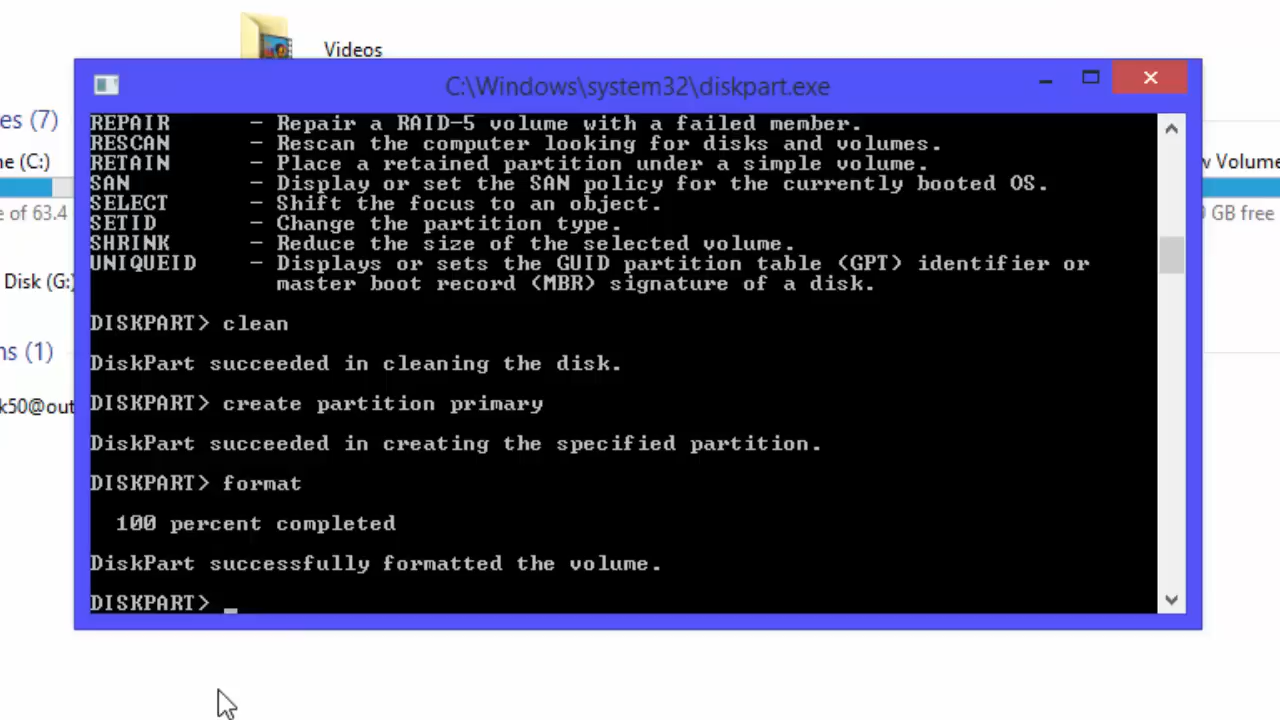 Videos
C:\Windows\system32\diskpart.exe
es (7)
ne (C:)
w Volume
e of 63.4
GB free
Disk (G:)
ns (1)
k50@out
REPAIR - Repair a RAID-5 volume with a failed member.
RESCAN - Rescan the computer looking for disks and volumes.
RETAIN - Place a retained partition under a simple volume.
SAN - Display or set the SAN policy for the currently booted OS.
SELECT - Shift the focus to an object.
SETID - Change the partition type.
SHRINK - Reduce the size of the selected volume.
UNIQUEID - Displays or sets the GUID partition table (GPT) identifier or
master boot record (MBR) signature of a disk.
DISKPART> clean
DiskPart succeeded in cleaning the disk.
DISKPART> create partition primary
DiskPart succeeded in creating the specified partition.
DISKPART> format
100 percent completed
DiskPart successfully formatted the volume.
DISKPART> _